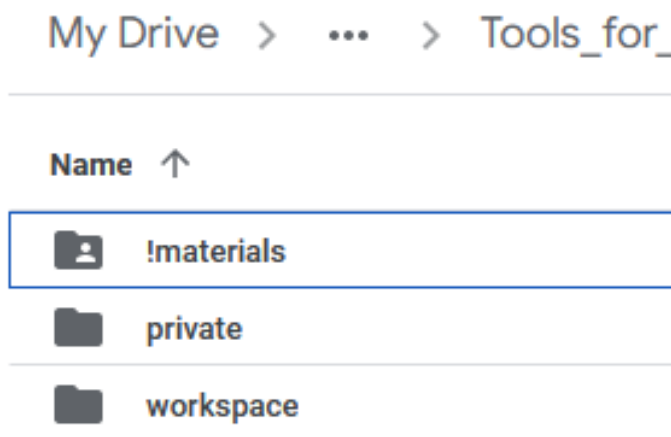 My Drive > ••• > Tools_for_
Name ↑
!materials
private
workspace